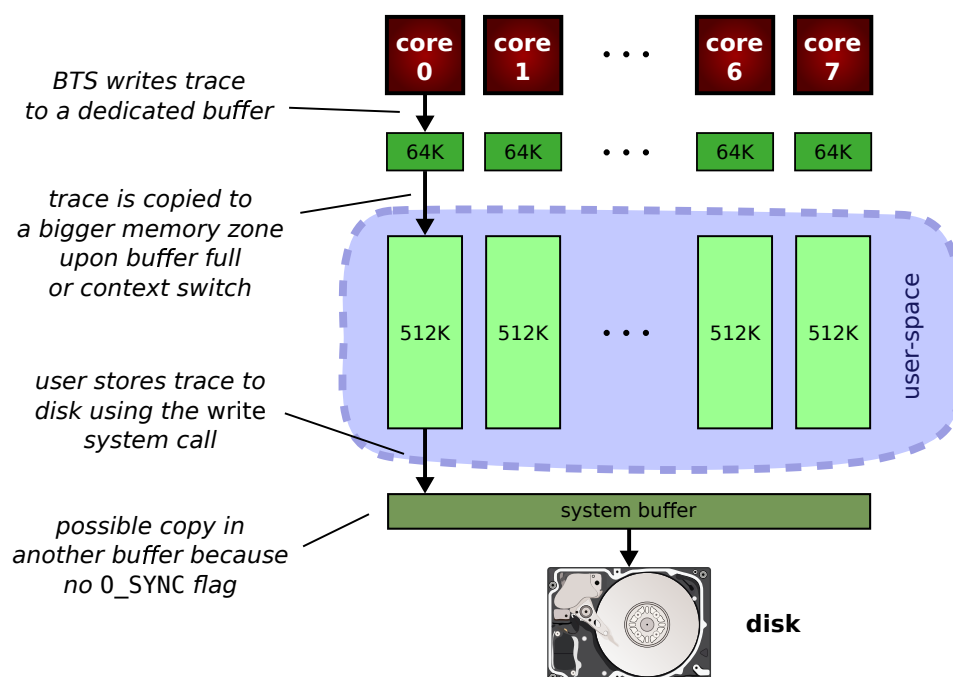 core
0
core
1
core
6
core
7
BTS writes trace
to a dedicated buffer
64K
64K
64K
64K
trace is copied to
a bigger memory zone
upon buffer full
or context switch
512K
512K
512K
512K
user-space
user stores trace to
disk using the write
system call
system buffer
possible copy in
another buffer because
no O_SYNC flag
disk